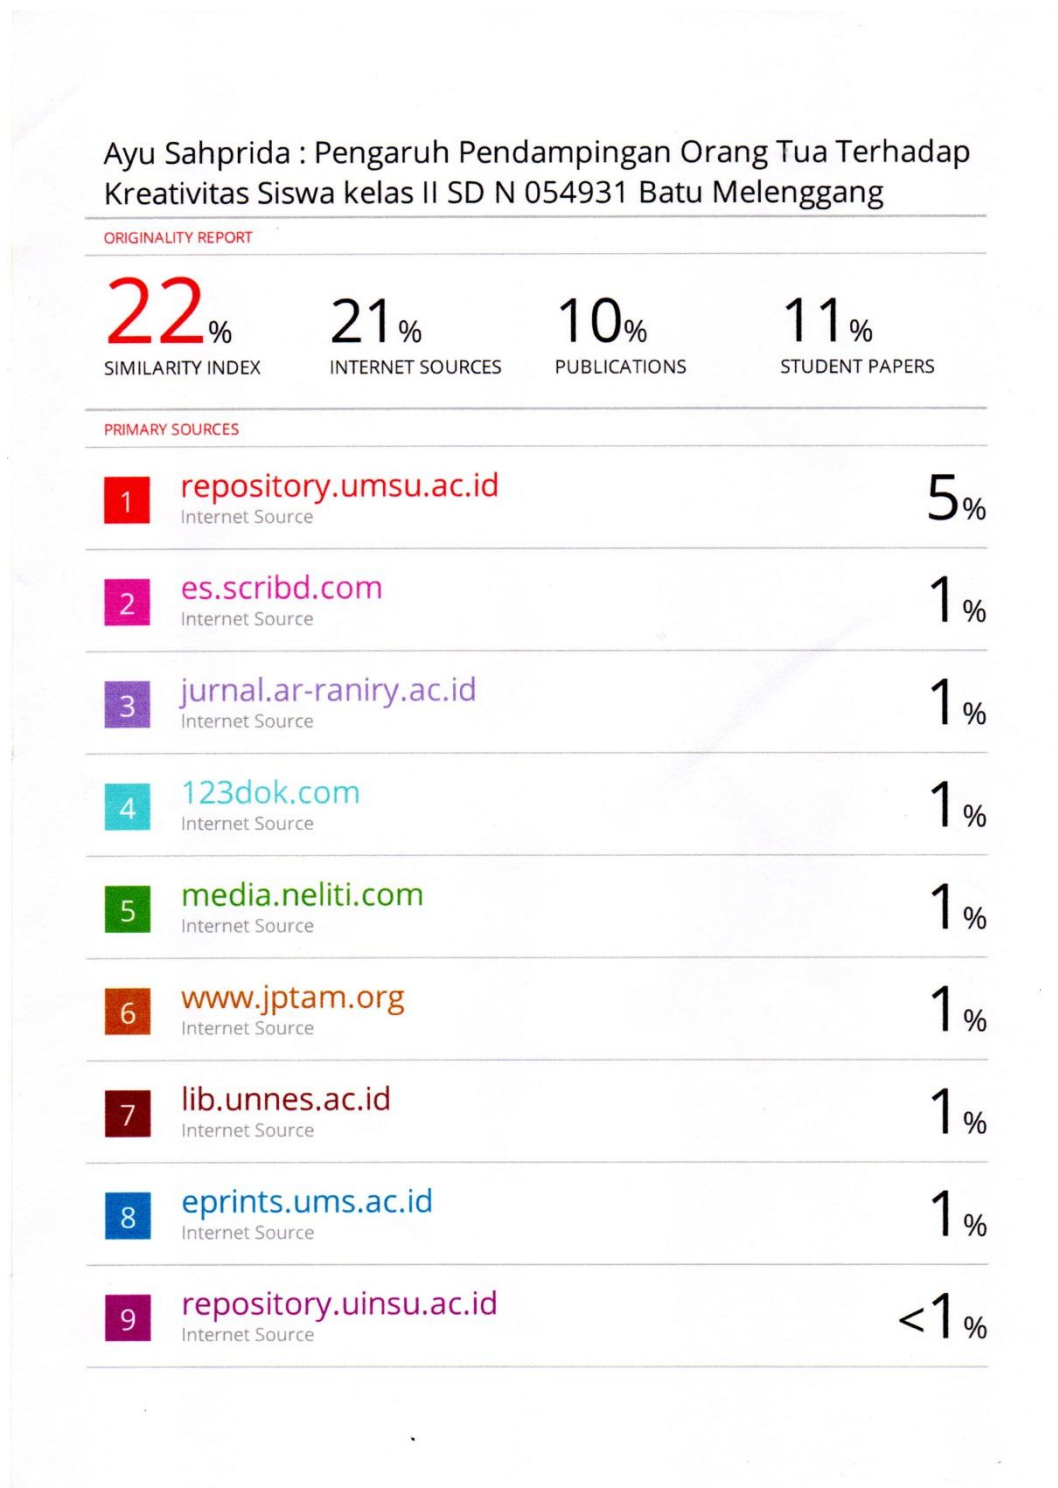 Ayu Sahprida : Pengaruh Pendampingan Orang Tua Terhadap
Kreativitas Siswa kelas II SD N 054931 Batu Melenggang
ORIGINALITY REPORT
22% 21% 10% 11%
SIMILARITY INDEX INTERNET SOURCES PUBLICATIONS STUDENT PAPERS
PRIMARY SOURCES
1 repository.umsu.ac.id 5%
Internet Source
2 es.scribd.com 1%
Internet Source
3 jurnal.ar-raniry.ac.id 1%
Internet Source
4 123dok.com 1%
Internet Source
5 media.neliti.com 1%
Internet Source
6 www.jptam.org 1%
Internet Source
7 lib.unnes.ac.id 1%
Internet Source
8 eprints.ums.ac.id 1%
Internet Source
9 repository.uinsu.ac.id <1%
Internet Source